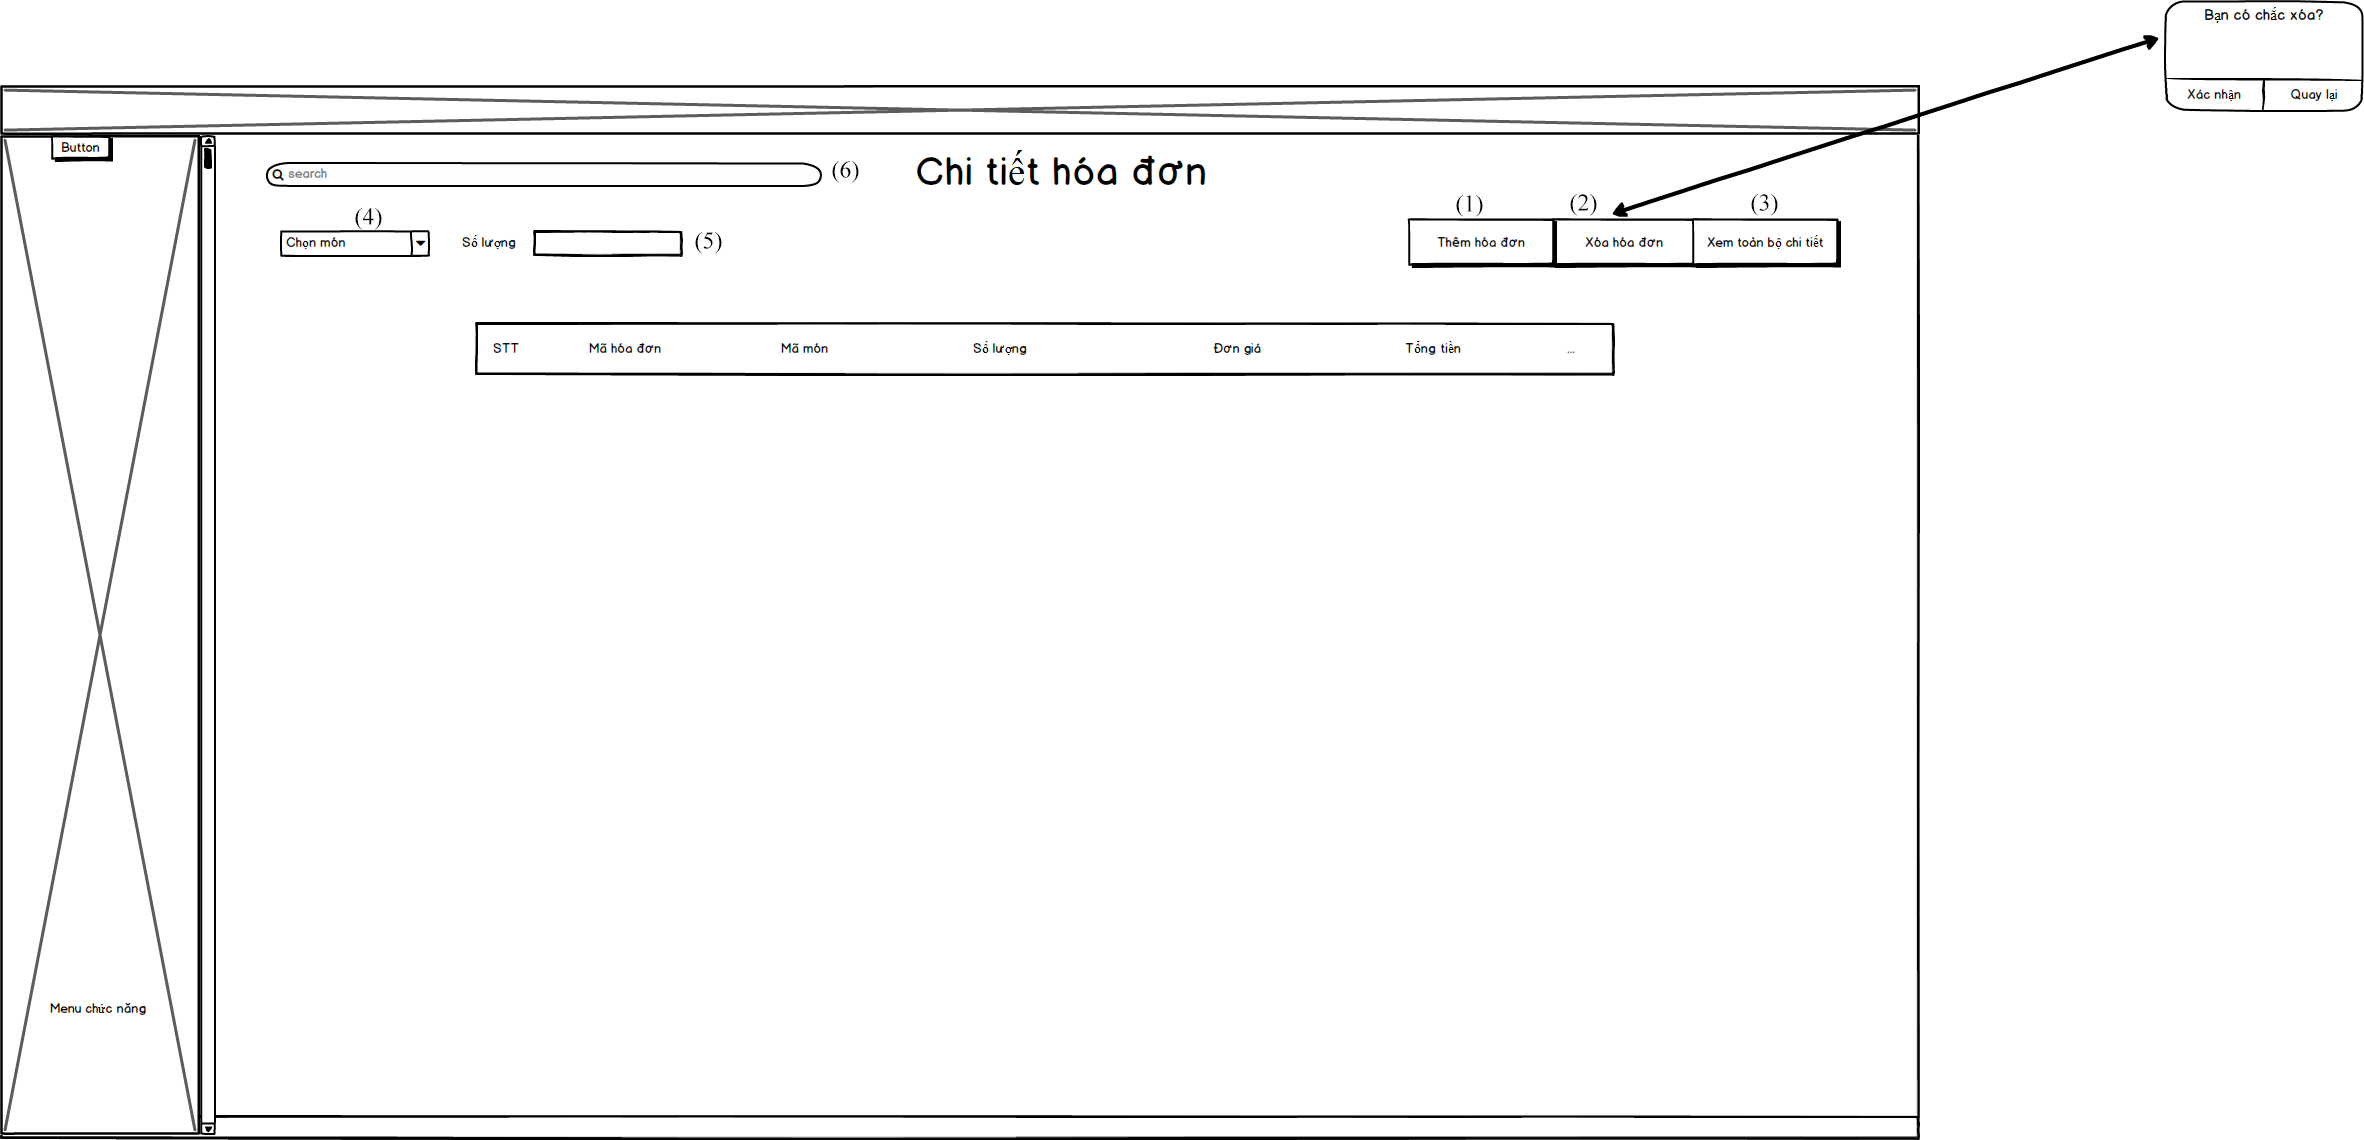 Bạn có chắc xóa?
Xác nhận
Quay lại
Button
search
(6)
Chi tiết hóa đơn
(4)
(1)
(2)
(3)
Chọn món
Số lượng
(5)
Thêm hóa đơn
Xóa hóa đơn
Xem toàn bộ chi tiết
STT
Mã hóa đơn
Mã món
Số lượng
Đơn giá
Tổng tiền
...
Menu chức năng